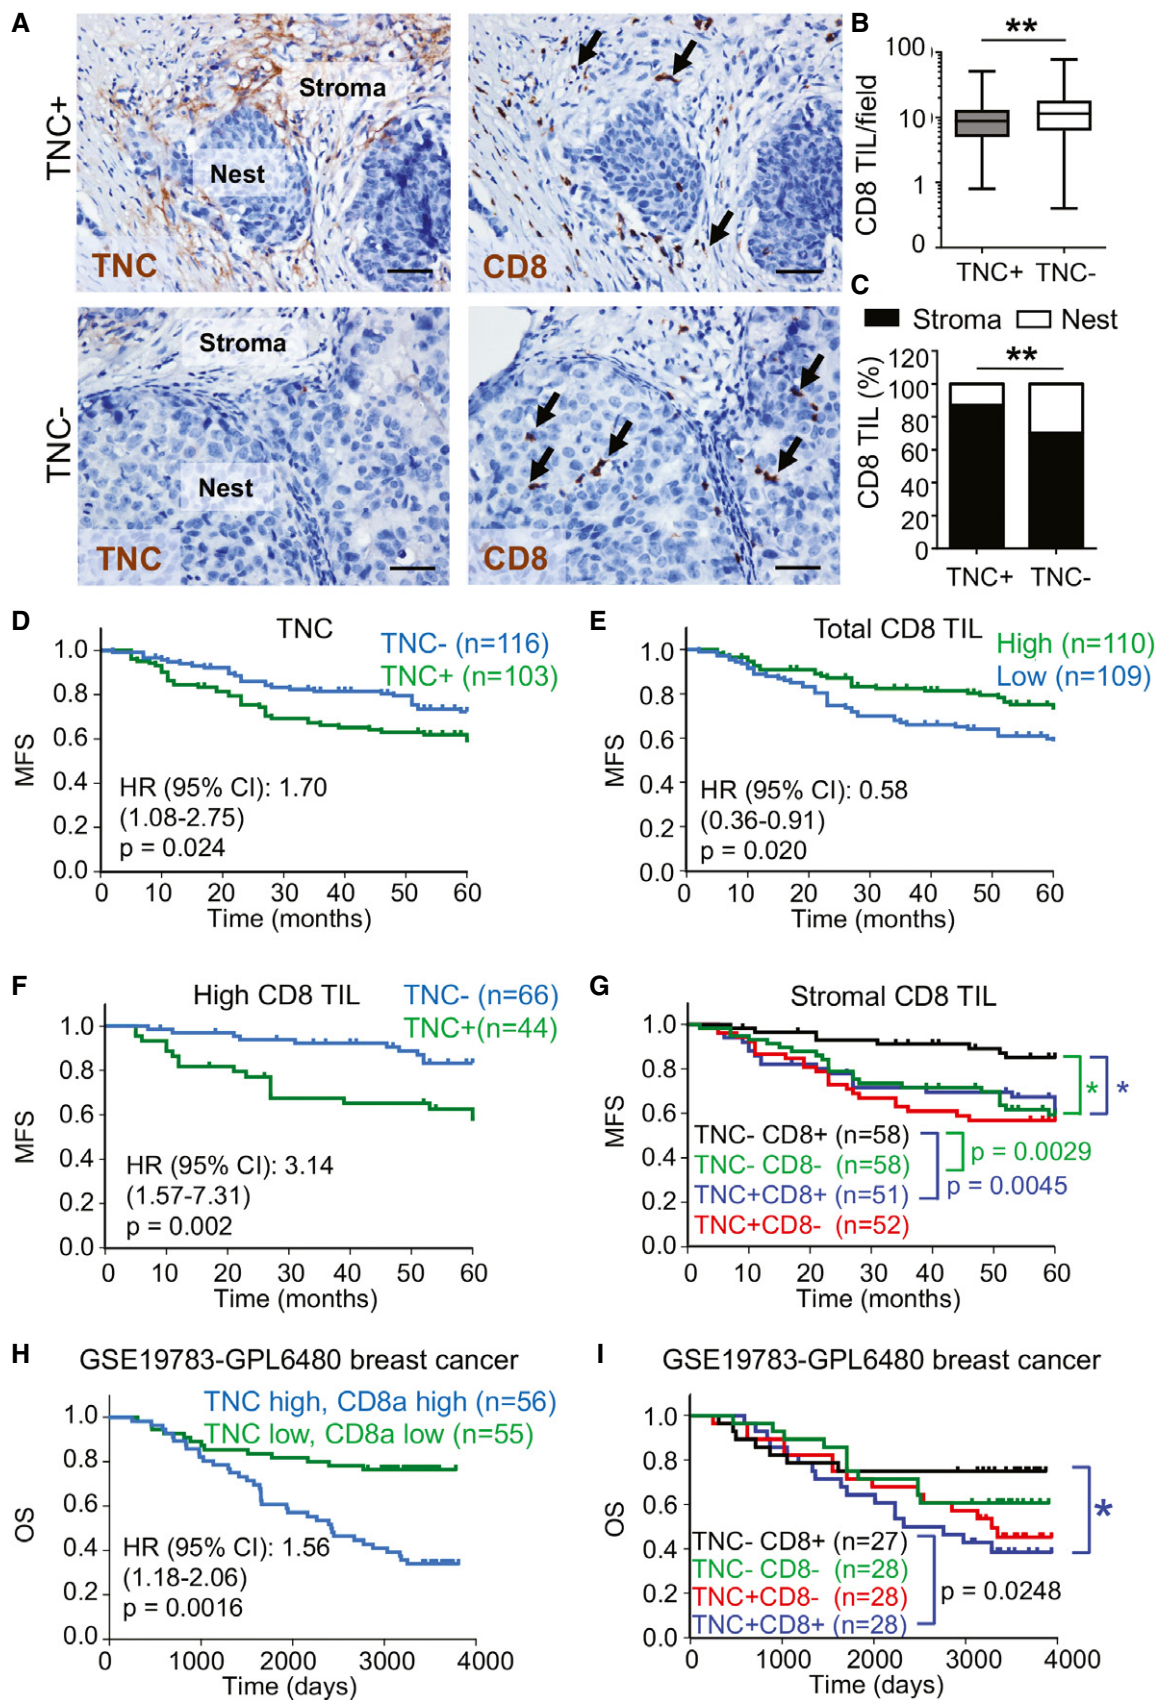 A
TNC+
Stroma
Nest
TNC
CD8
TNC-
Stroma
Nest
TNC
CD8
B
**
CD8 TIL/field
100
10
1
0
TNC+ TNC-
C
Stroma Nest
**
CD8 TIL (%)
120
100
80
60
40
20
0
TNC+ TNC-
D
TNC
TNC- (n=116)
TNC+ (n=103)
MFS
1.0
0.8
0.6
0.4
0.2
0.0
HR (95% CI): 1.70
(1.08-2.75)
p = 0.024
0 10 20 30 40 50 60
Time (months)
E
Total CD8 TIL
High (n=110)
Low (n=109)
MFS
1.0
0.8
0.6
0.4
0.2
0.0
HR (95% CI): 0.58
(0.36-0.91)
p = 0.020
0 10 20 30 40 50 60
Time (months)
F
High CD8 TIL
TNC- (n=66)
TNC+(n=44)
MFS
1.0
0.8
0.6
0.4
0.2
0.0
HR (95% CI): 3.14
(1.57-7.31)
p = 0.002
0 10 20 30 40 50 60
Time (months)
G
Stromal CD8 TIL
MFS
1.0
0.8
0.6
0.4
0.2
0.0
* *
TNC- CD8+ (n=58)
TNC- CD8- (n=58)
TNC+CD8+ (n=51)
TNC+CD8- (n=52)
p = 0.0029
p = 0.0045
0 10 20 30 40 50 60
Time (months)
H
GSE19783-GPL6480 breast cancer
TNC high, CD8a high (n=56)
TNC low, CD8a low (n=55)
OS
1.0
0.8
0.6
0.4
0.2
0.0
HR (95% CI): 1.56
(1.18-2.06)
p = 0.0016
0 1000 2000 3000 4000
Time (days)
I
GSE19783-GPL6480 breast cancer
OS
1.0
0.8
0.6
0.4
0.2
0.0
*
TNC- CD8+ (n=27)
TNC- CD8- (n=28)
TNC+CD8- (n=28)
TNC+CD8+ (n=28)
p = 0.0248
0 1000 2000 3000 4000
Time (days)